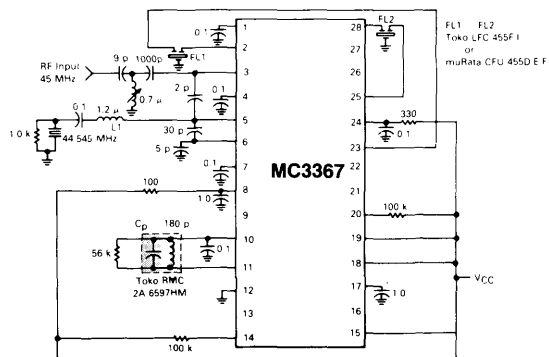 FL1 FL2
Toko LFC 455F I
or
muRata CFU 455D E F
FL2
RF Input
45 MHz
9 p
1000p
FL1
0 1
0.7 μ
2 p
0 1
0 1
1.2 μ
L1
30 p
5 p
1 0 k
44 545 MHz
0 1
100
1.0
MC3367
Cp
180 p
56 k
0 1
Toko RMC
2A 6597HM
100 k
1
2
3
4
5
6
7
8
9
10
11
12
13
14
28
27
26
25
24
23
22
21
20
19
18
17
16
15
330
0 1
100 k
VCC
1 0